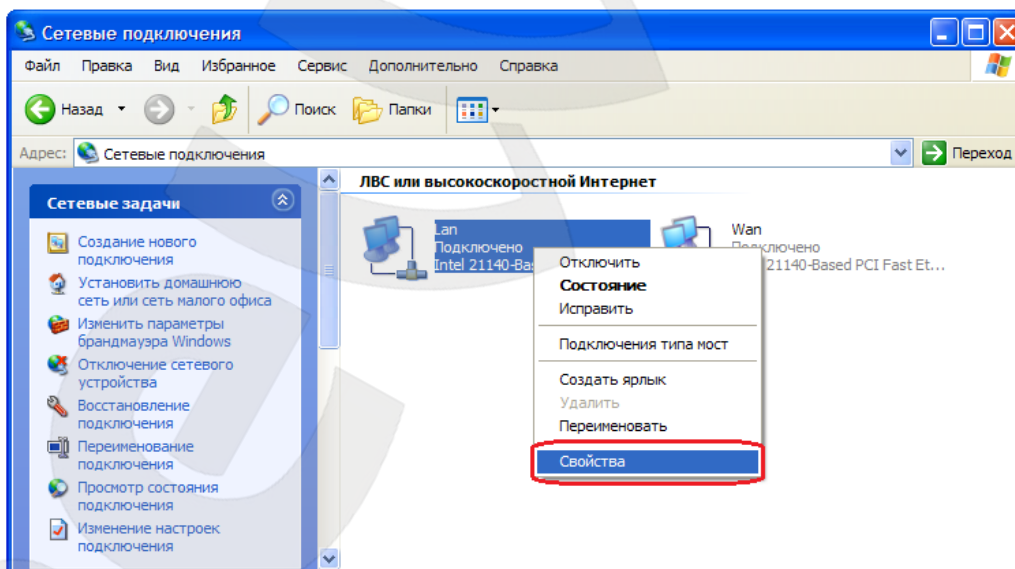 Сетевые подключения
Файл Правка Вид Избранное Сервис Дополнительно Справка
Назад Поиск Папки
Адрес: Сетевые подключения Переход
Сетевые задачи
Создание нового
подключения
Установить домашнюю
сеть или сеть малого офиса
Изменить параметры
брандмауэра Windows
Отключение сетевого
устройства
Восстановление
подключения
Переименование
подключения
Просмотр состояния
подключения
Изменение настроек
подключения
ЛВС или высокоскоростной Интернет
Lan
Подключено
Intel 21140-Ba
Wan
Подключено
21140-Based PCI Fast Et...
Отключить
Состояние
Исправить
Подключения типа мост
Создать ярлык
Удалить
Переименовать
Свойства